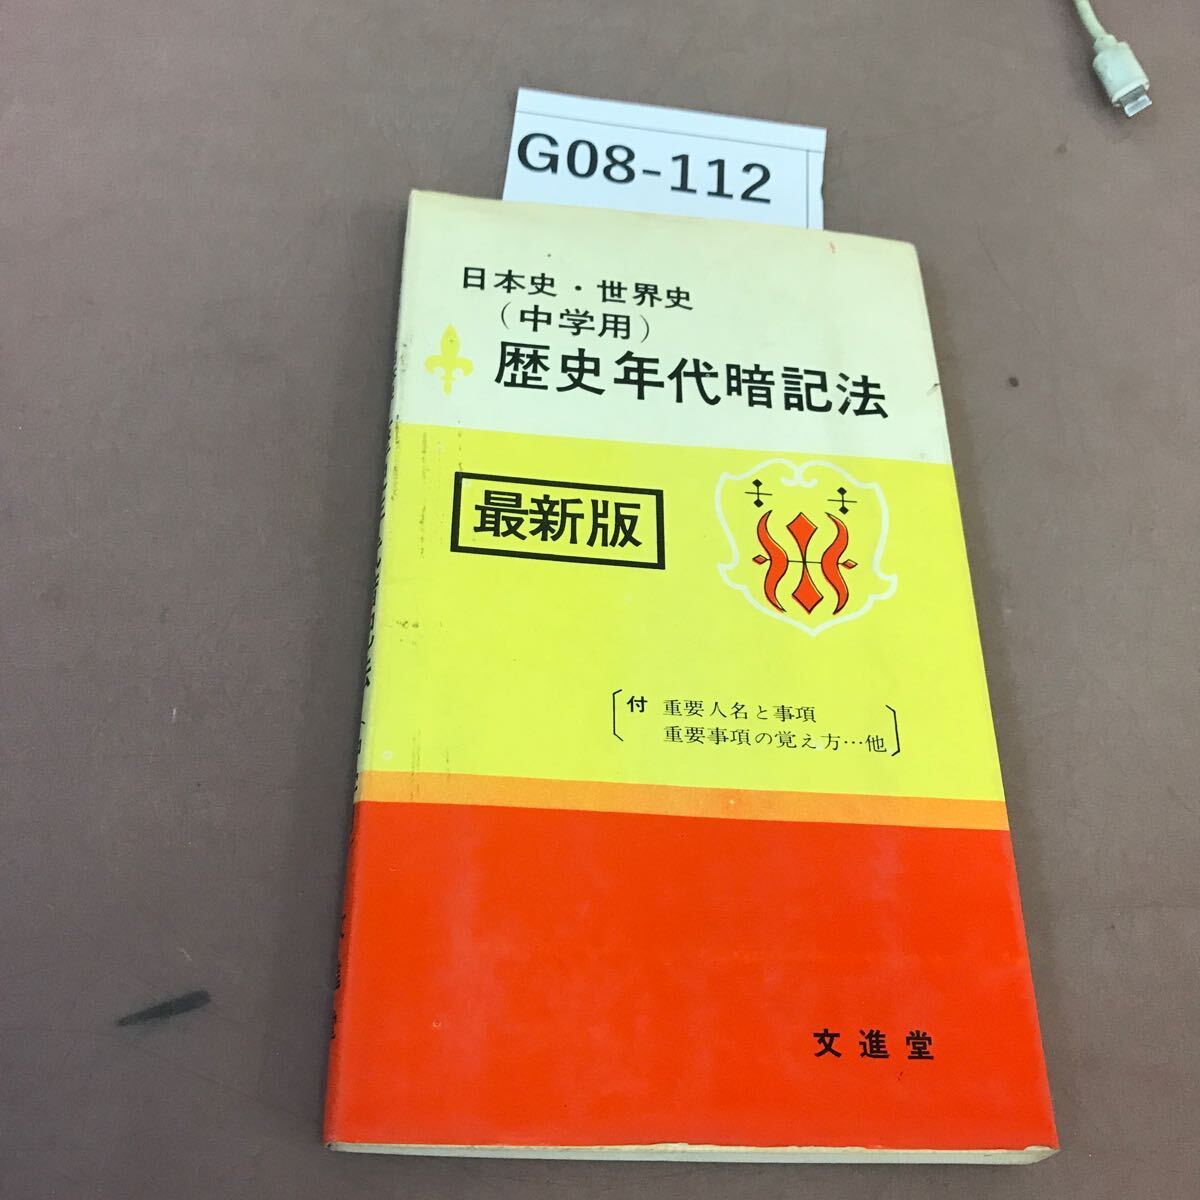 G08-112
日本史・世界史
(中学用)
歴史年代暗記法
最新版
付 重要人名と事項
重要事項の覚え方…他
文進堂